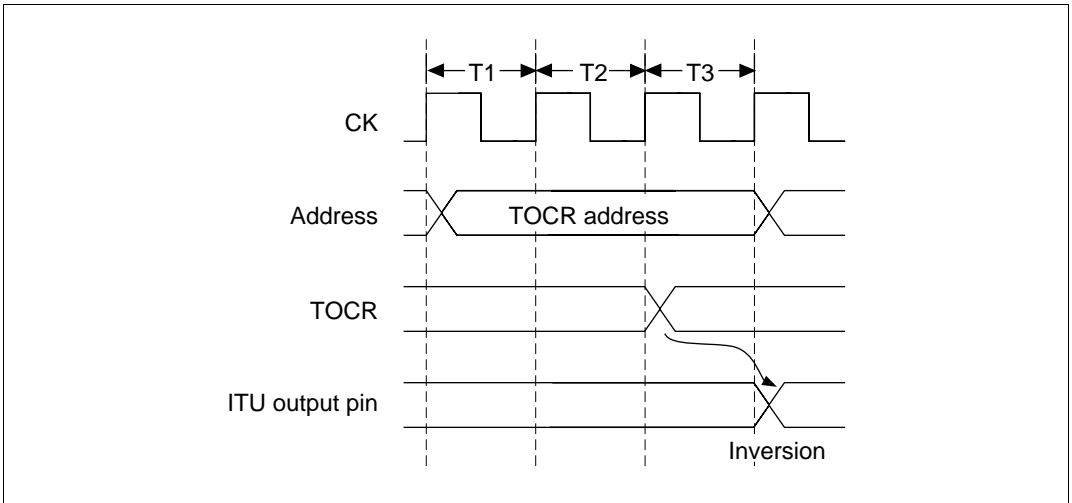 T1 T2 T3
CK
Address
TOCR address
TOCR
ITU output pin
Inversion